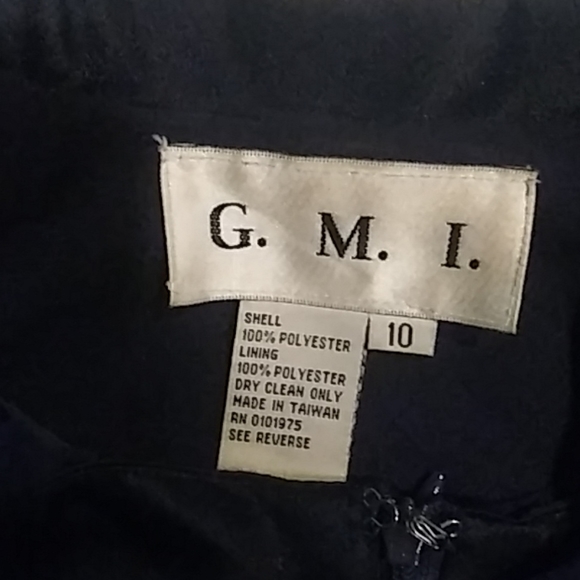 G. M. I.
10
SHELL
100% POLYESTER
LINING
100% POLYESTER
DRY CLEAN ONLY
MADE IN TAIWAN
RN 0101975
SEE REVERSE